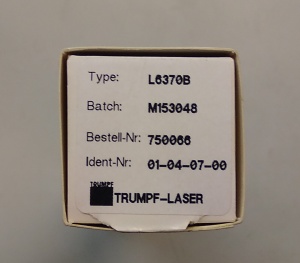 Type: L6370B
Batch: M153048
Bestell-Nr: 750066
Ident-Nr: 01-04-07-00
TRUMPF
TRUMPF-LASER